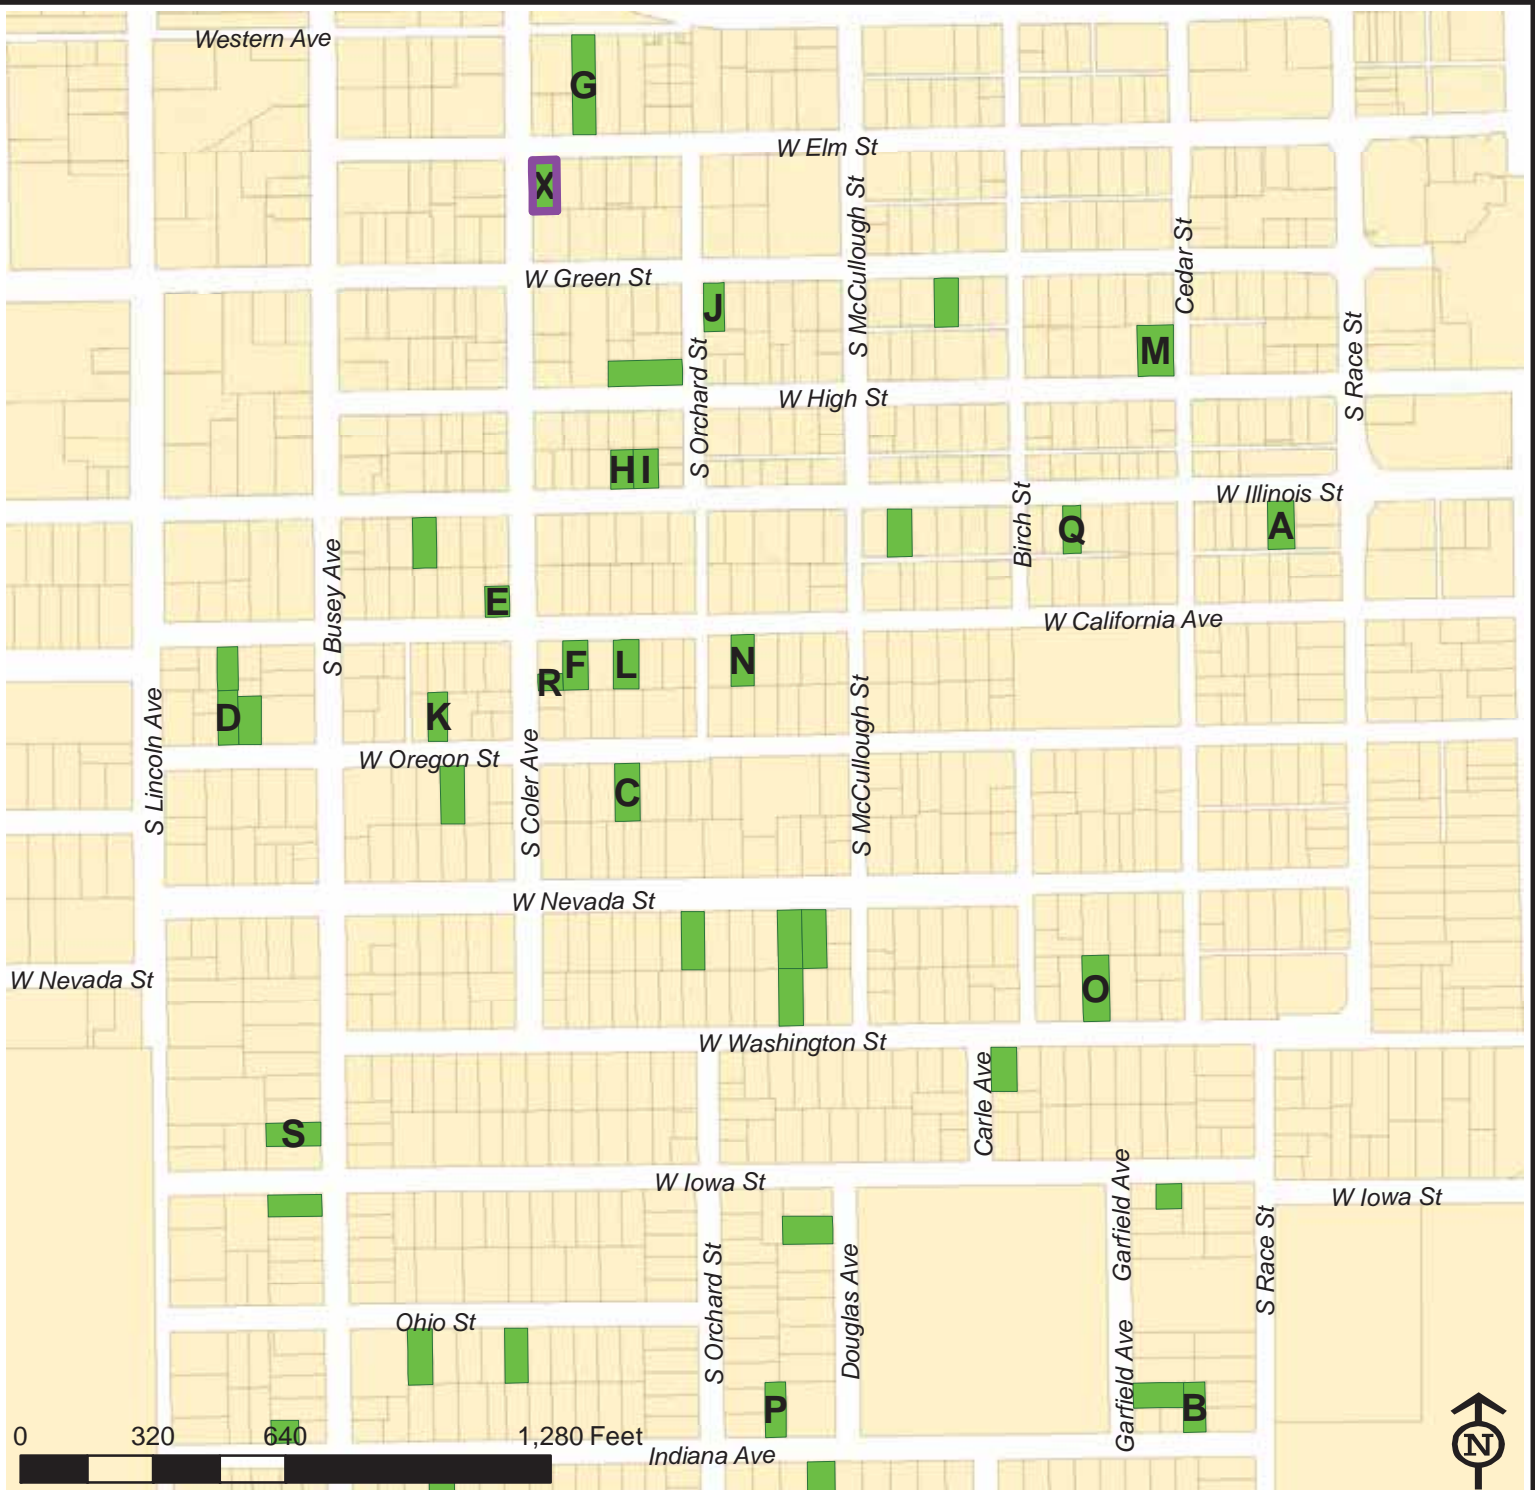 Western Ave
G
W Elm St
X
S McCullough St
Cedar St
W Green St
J
M
S Race St
S Orchard St
W High St
H I
W Illinois St
A
Q
Birch St
S Busey Ave
E
W California Ave
F
L
N
R
D
K
S Lincoln Ave
S McCullough St
W Oregon St
S Coler Ave
C
W Nevada St
W Nevada St
O
W Washington St
Carle Ave
S
W Iowa St
Garfield Ave
W Iowa St
S Race St
S Orchard St
Douglas Ave
Ohio St
Garfield Ave
P
B
0 320 640 1,280 Feet
Indiana Ave
N